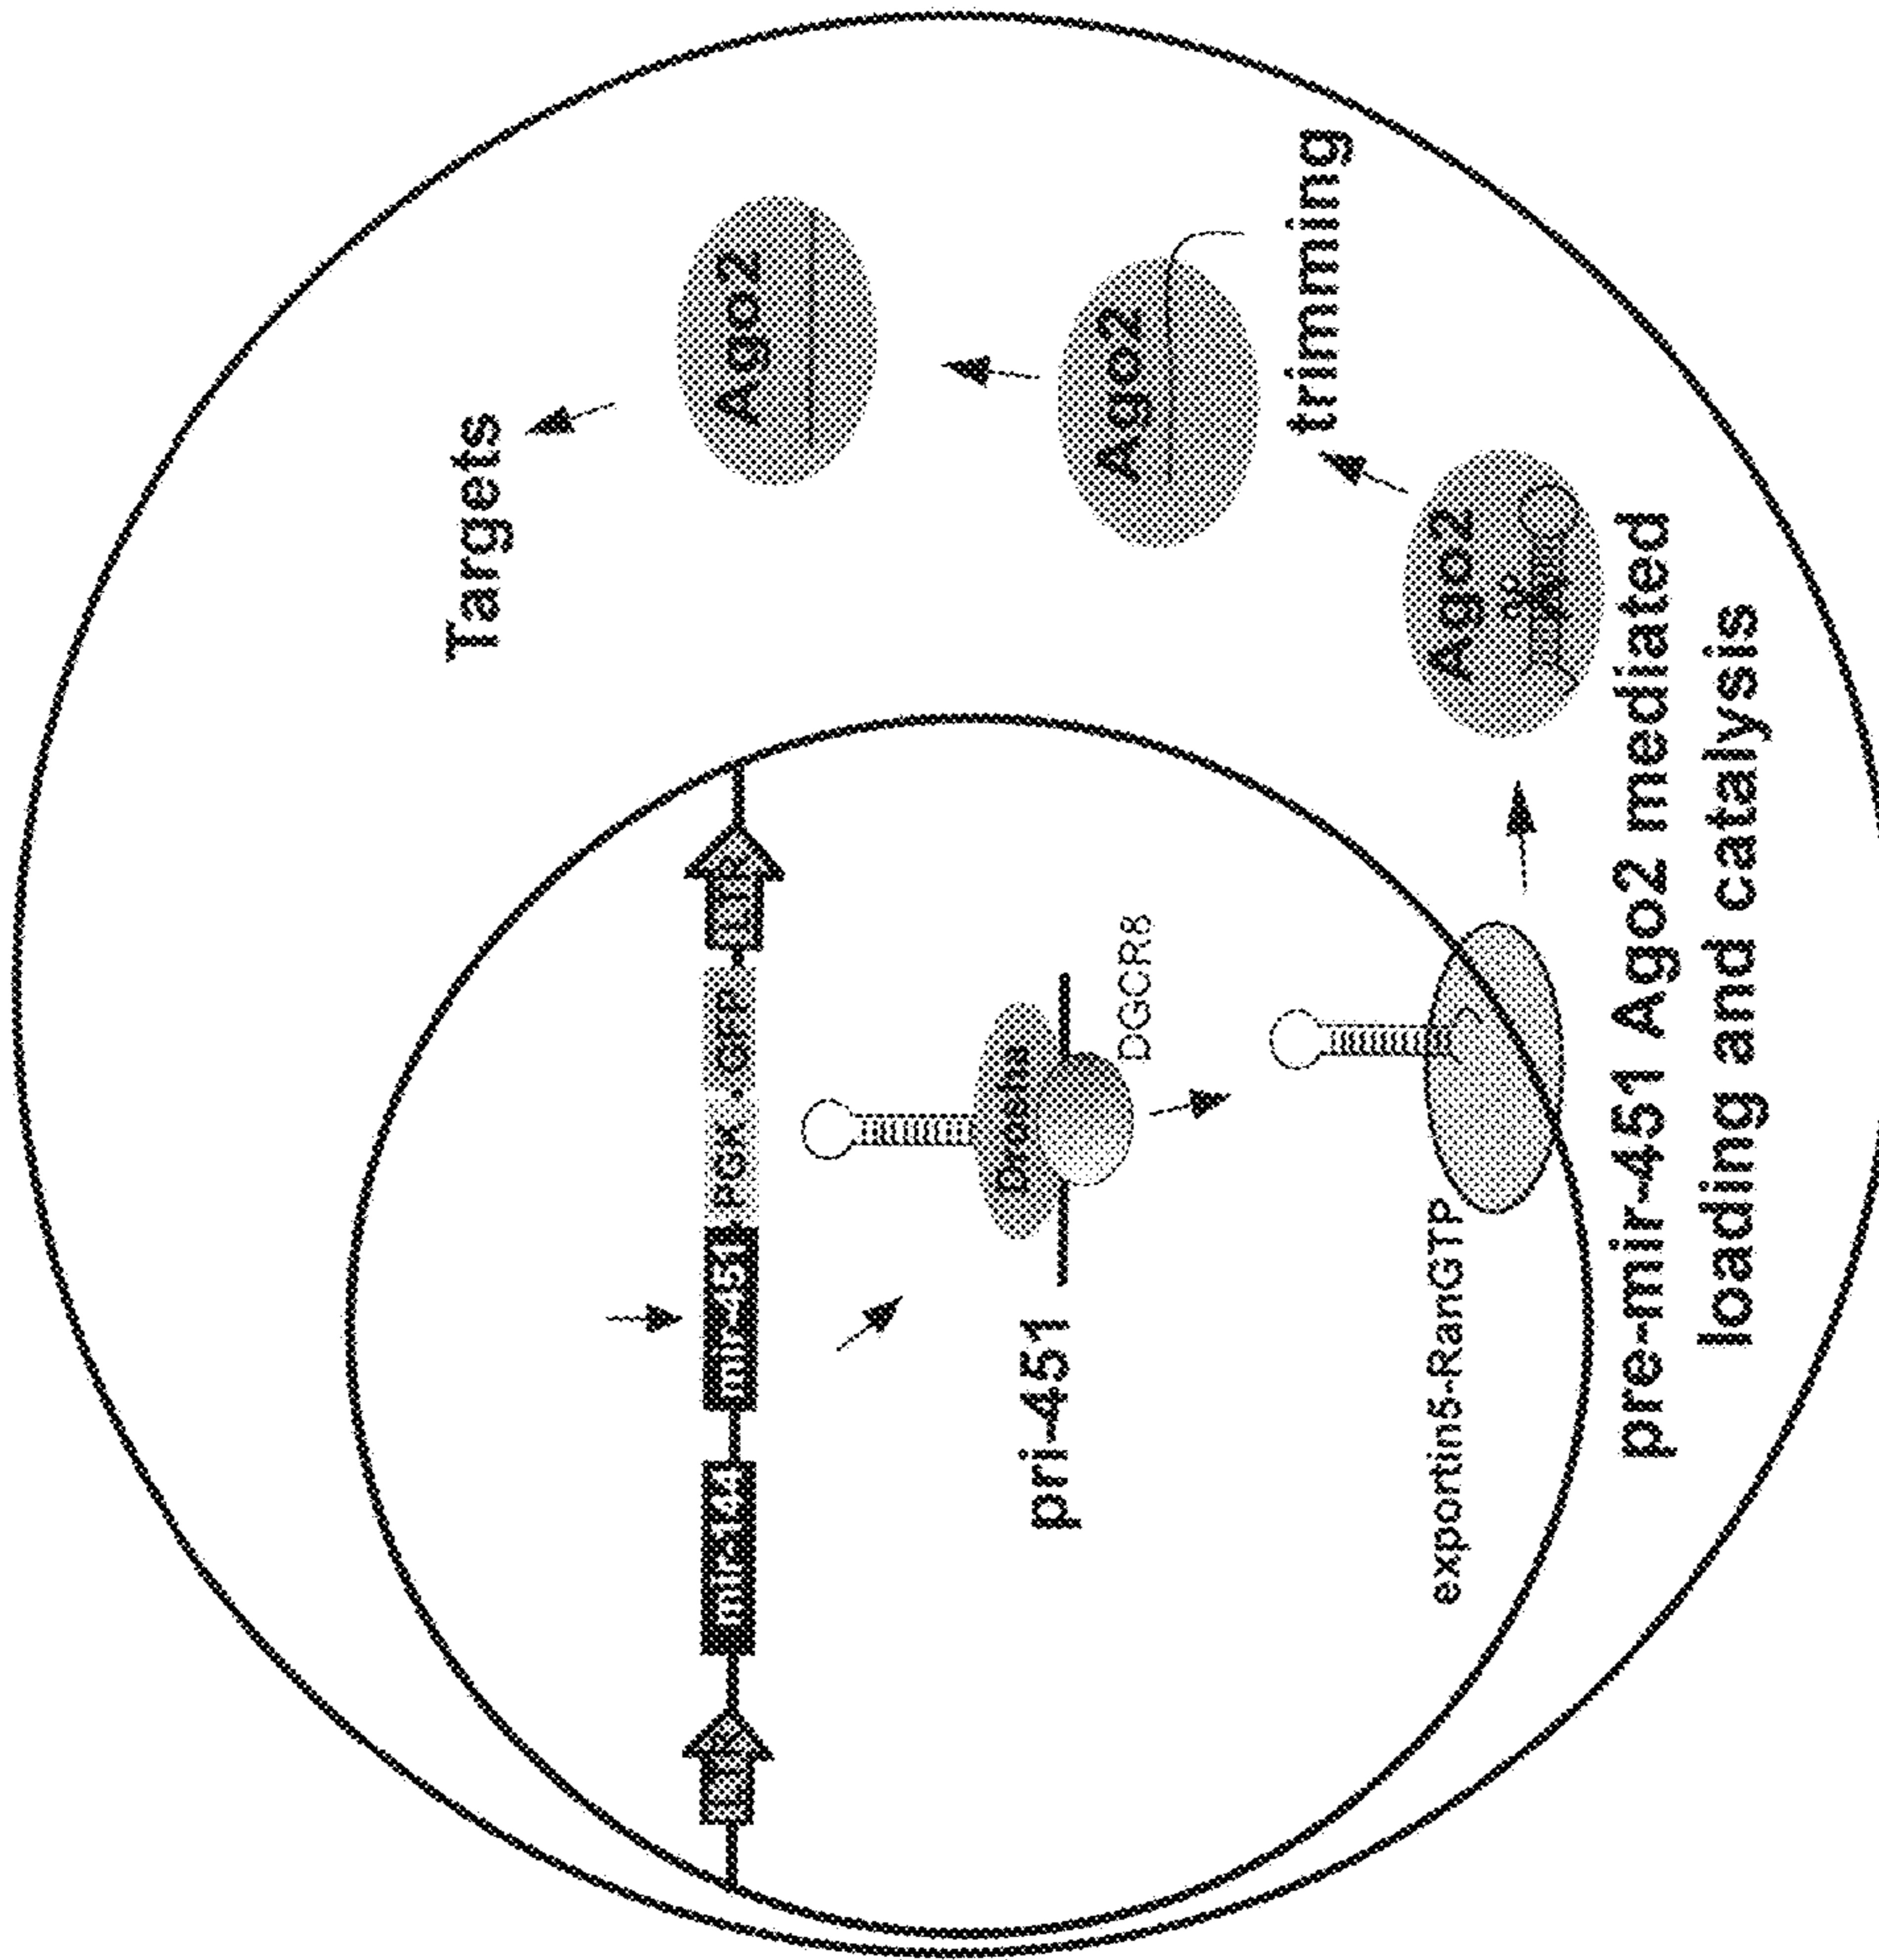 Targets
LTR mir-144 mir-451 PGK.GFP LTR
Ago2
Drosha
pri-451
DGCR8
Ago2
trimming
exportin5-RanGTP
Ago2
pre-mir-451 Ago2 mediated
loading and catalysis